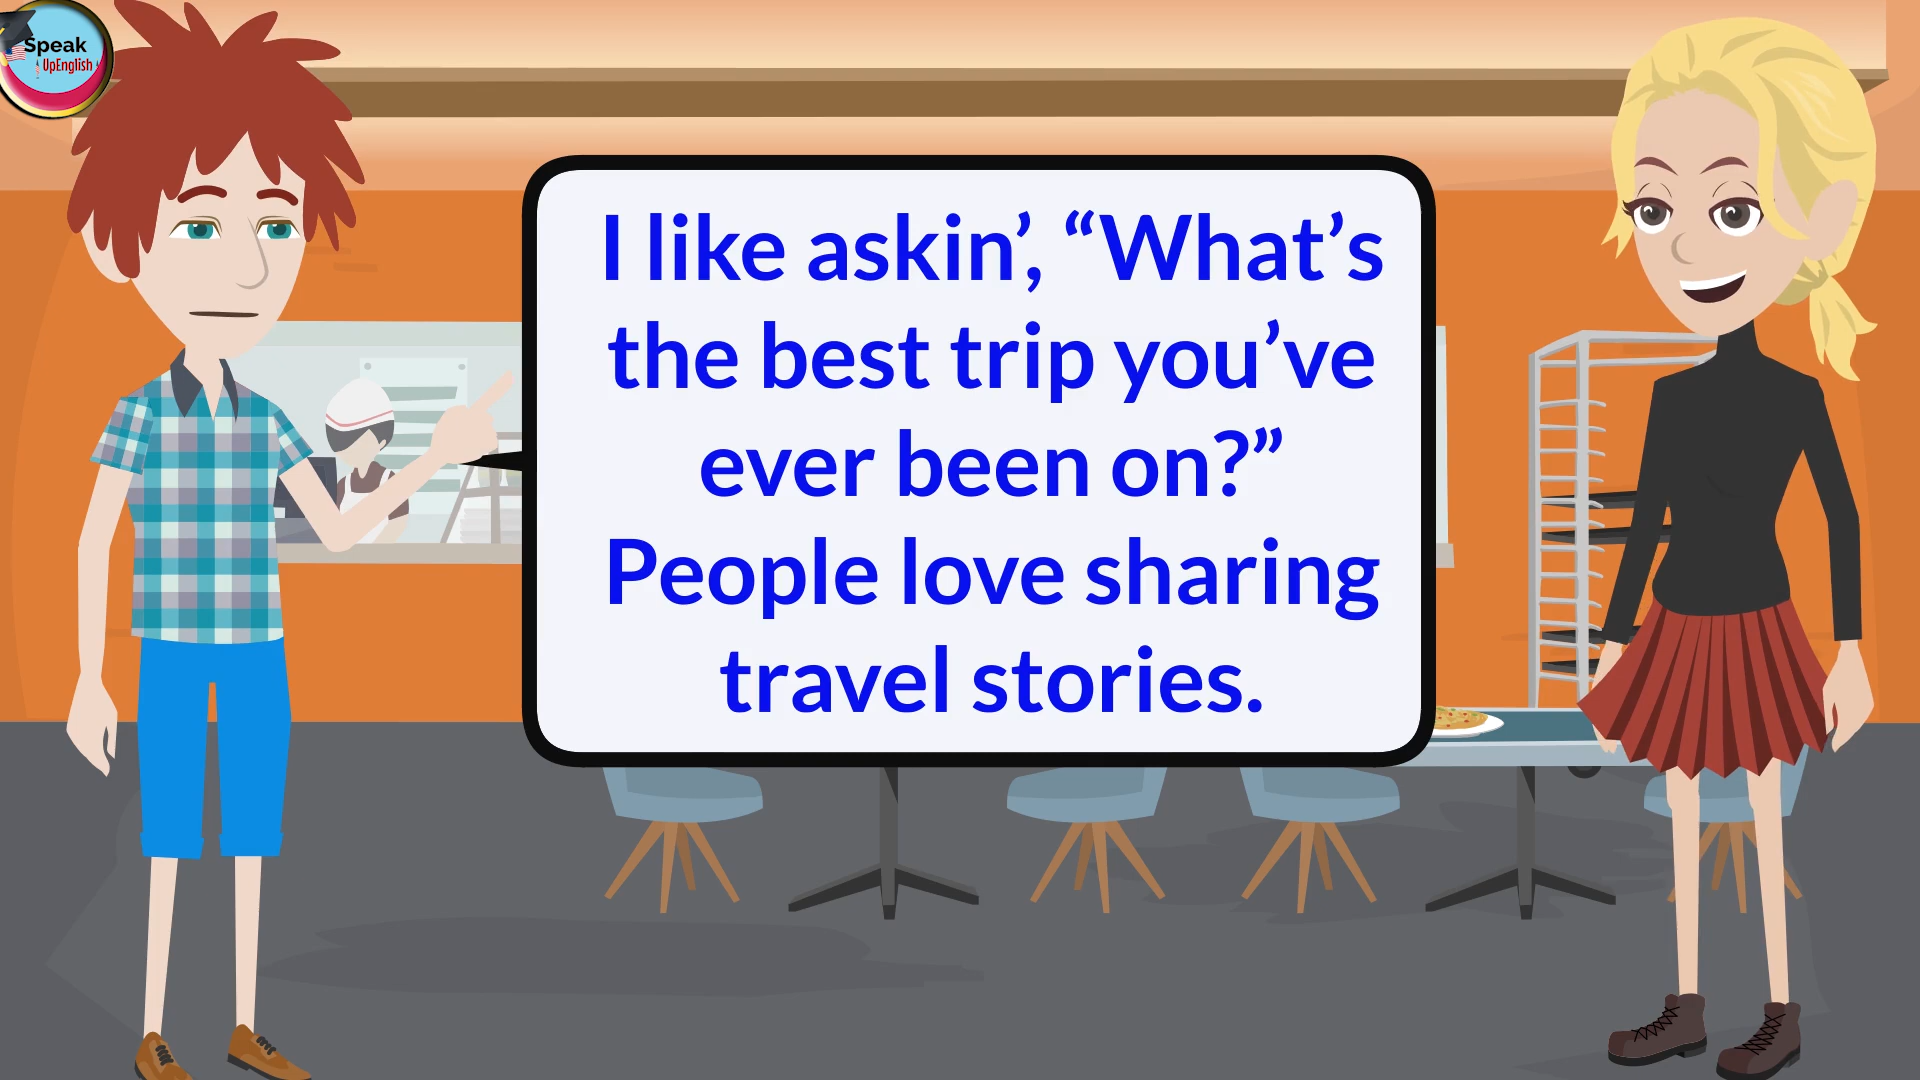 Speak
UpEnglish
I like askin’, “What’s
the best trip you’ve
ever been on?”
People love sharing
travel stories.